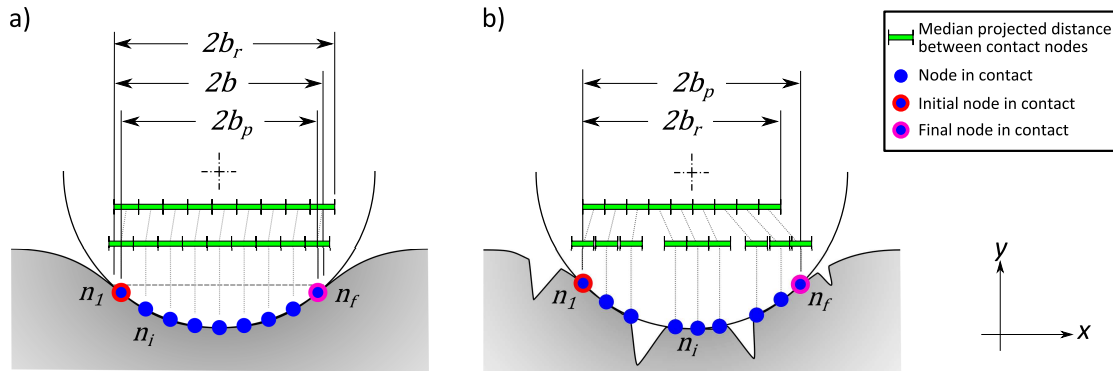 a)
2b_r
2b
2b_p
n_1
n_i
n_f
b)
2b_p
2b_r
n_1
n_i
n_f
Median projected distance
between contact nodes
Node in contact
Initial node in contact
Final node in contact
y
x